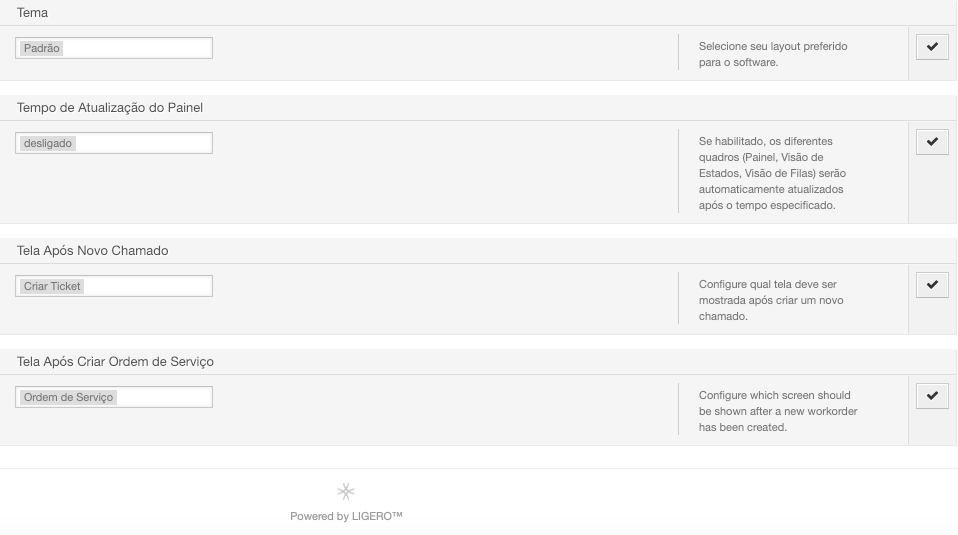 Tema
Padrão
Selecione seu layout preferido
para o software.
Tempo de Atualização do Painel
desligado
Se habilitado, os diferentes
quadros (Painel, Visão de
Estados, Visão de Filas) serão
automaticamente atualizados
após o tempo especificado.
Tela Após Novo Chamado
Criar Ticket
Configure qual tela deve ser
mostrada após criar um novo
chamado.
Tela Após Criar Ordem de Serviço
Ordem de Serviço
Configure which screen should
be shown after a new workorder
has been created.
Powered by LIGERO™